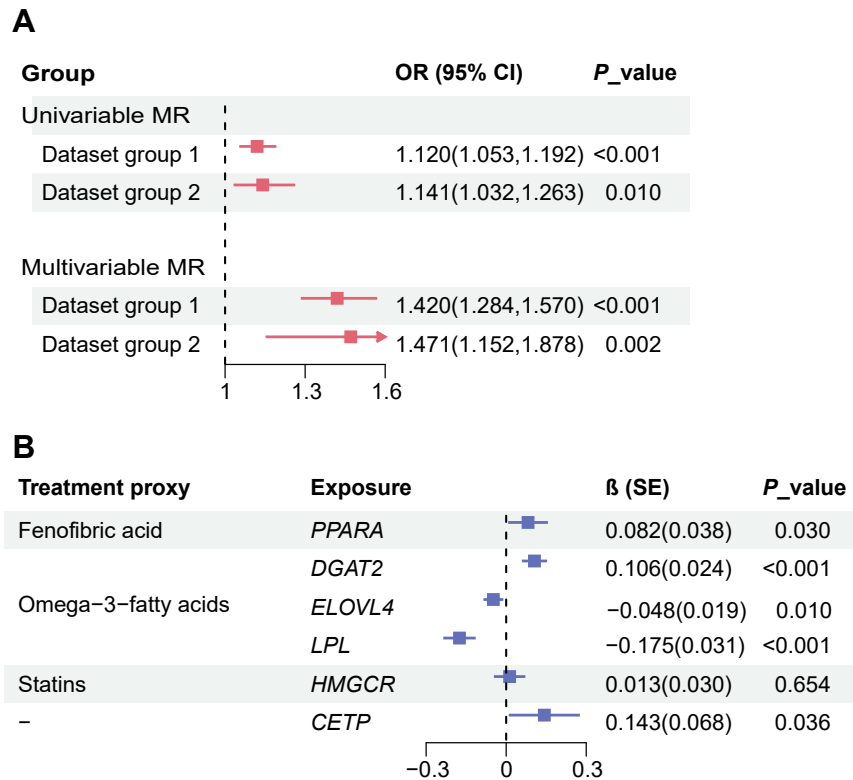 A
Group OR (95% CI) P_value
Univariable MR
Dataset group 1 1.120(1.053,1.192) <0.001
Dataset group 2 1.141(1.032,1.263) 0.010
Multivariable MR
Dataset group 1 1.420(1.284,1.570) <0.001
Dataset group 2 1.471(1.152,1.878) 0.002
1 1.3 1.6
B
Treatment proxy Exposure ß (SE) P_value
Fenofibric acid PPARA 0.082(0.038) 0.030
DGAT2 0.106(0.024) <0.001
Omega−3−fatty acids ELOVL4 −0.048(0.019) 0.010
LPL −0.175(0.031) <0.001
Statins HMGCR 0.013(0.030) 0.654
− CETP 0.143(0.068) 0.036
−0.3 0 0.3